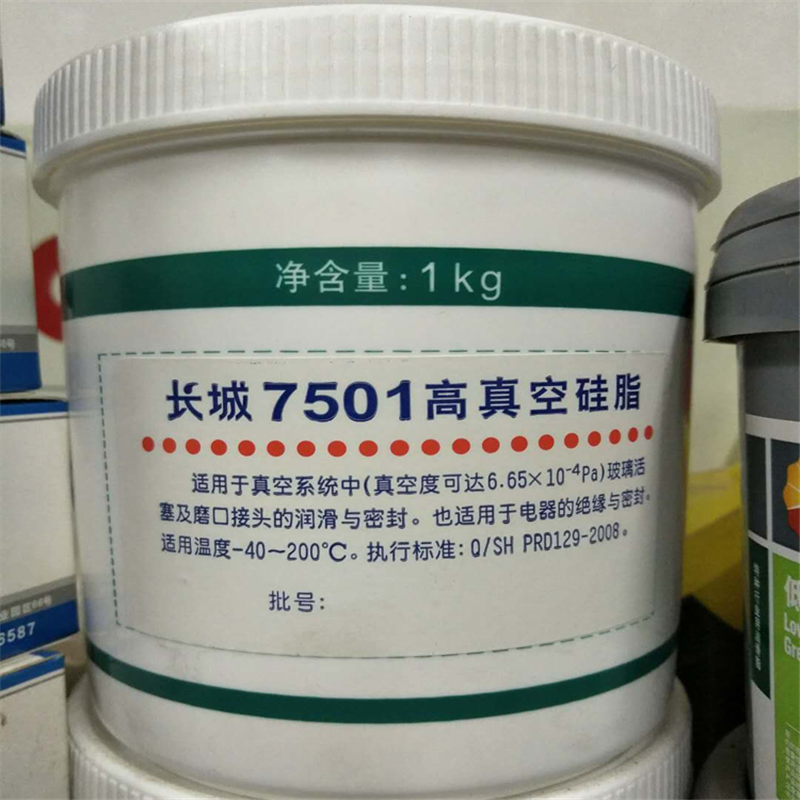 净含量:1kg
长城7501高真空硅脂
适用于真空系统中(真空度可达6.65×10⁻⁴Pa)玻璃活
塞及磨口接头的润滑与密封。也适用于电器的绝缘与密封。
适用温度-40～200℃。执行标准:Q/SH PRD129-2008。
批号:
6587